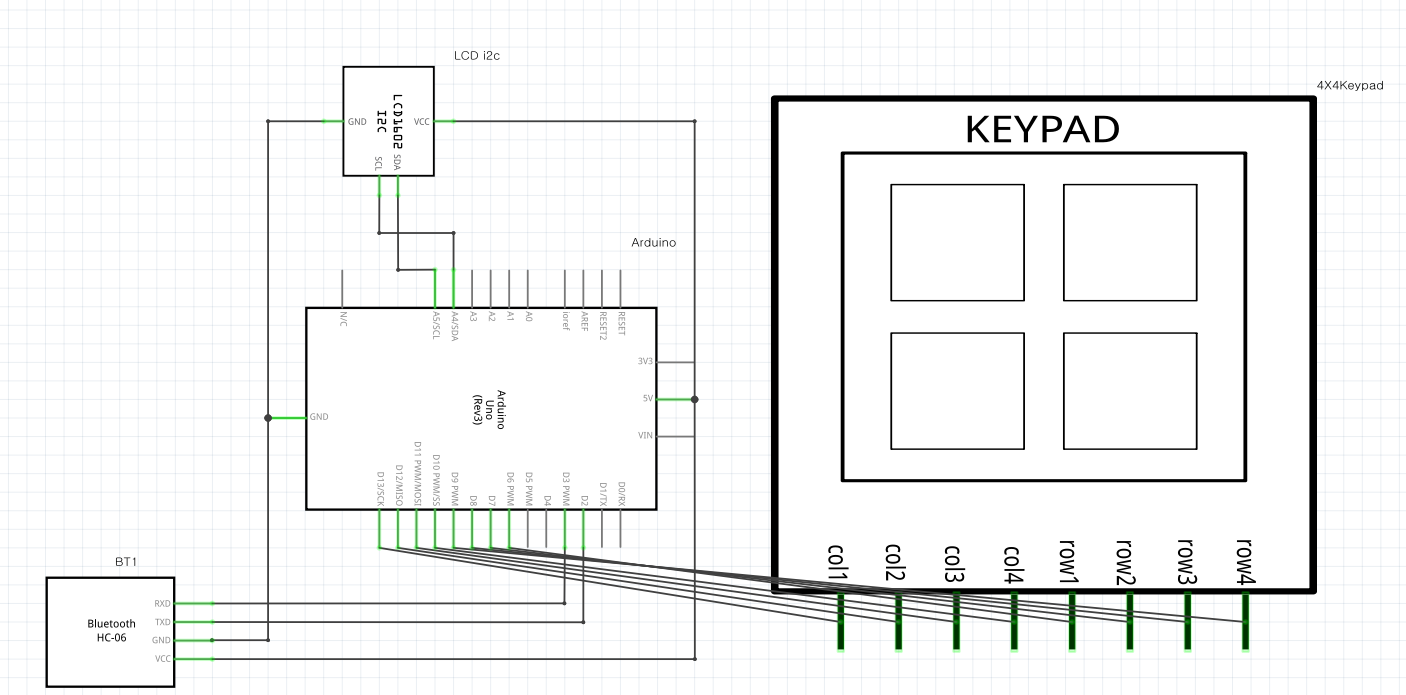 LCD i2c
LCD1602
I2C
GND
VCC
SCL
SDA
4X4Keypad
KEYPAD
col1
col2
col3
col4
row1
row2
row3
row4
Arduino
N/C
A5/SCL
A4/SDA
A3
A2
A1
A0
ioref
AREF
RESET2
RESET
3V3
5V
VIN
GND
Arduino
Uno
(Rev3)
D13/SCK
D12/MISO
D11 PWM/MOSI
D10 PWM/SS
D9 PWM
D8
D7
D6 PWM
D5 PWM
D4
D3 PWM
D2
D1/TX
D0/RX
BT1
Bluetooth
HC-06
RXD
TXD
GND
VCC